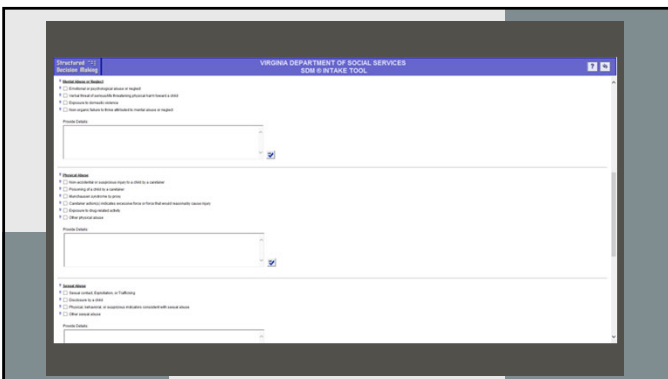 Structured
Decision Making
VIRGINIA DEPARTMENT OF SOCIAL SERVICES
SDM ® INTAKE TOOL
?
Mental Abuse or Neglect
Emotional or psychological abuse or neglect
Verbal threat of serious threatening physical harm toward a child
Exposure to domestic violence
Non-organic failure to thrive attributed to mental abuse or neglect
Provide Details
Physical Abuse
Non-accidental or suspicious injury to a child by a caretaker
Poisoning of a child by a caretaker
Munchausen syndrome by proxy
Caretaker action(s) indicates excessive force or force that would reasonably cause injury
Exposure to drug-related activity
Other physical abuse
Provide Details
Sexual Abuse
Sexual contact, Exploitation, or Trafficking
Disclosure by a child
Physical, behavioral, or suspicious indicators consistent with sexual abuse
Other sexual abuse
Provide Details